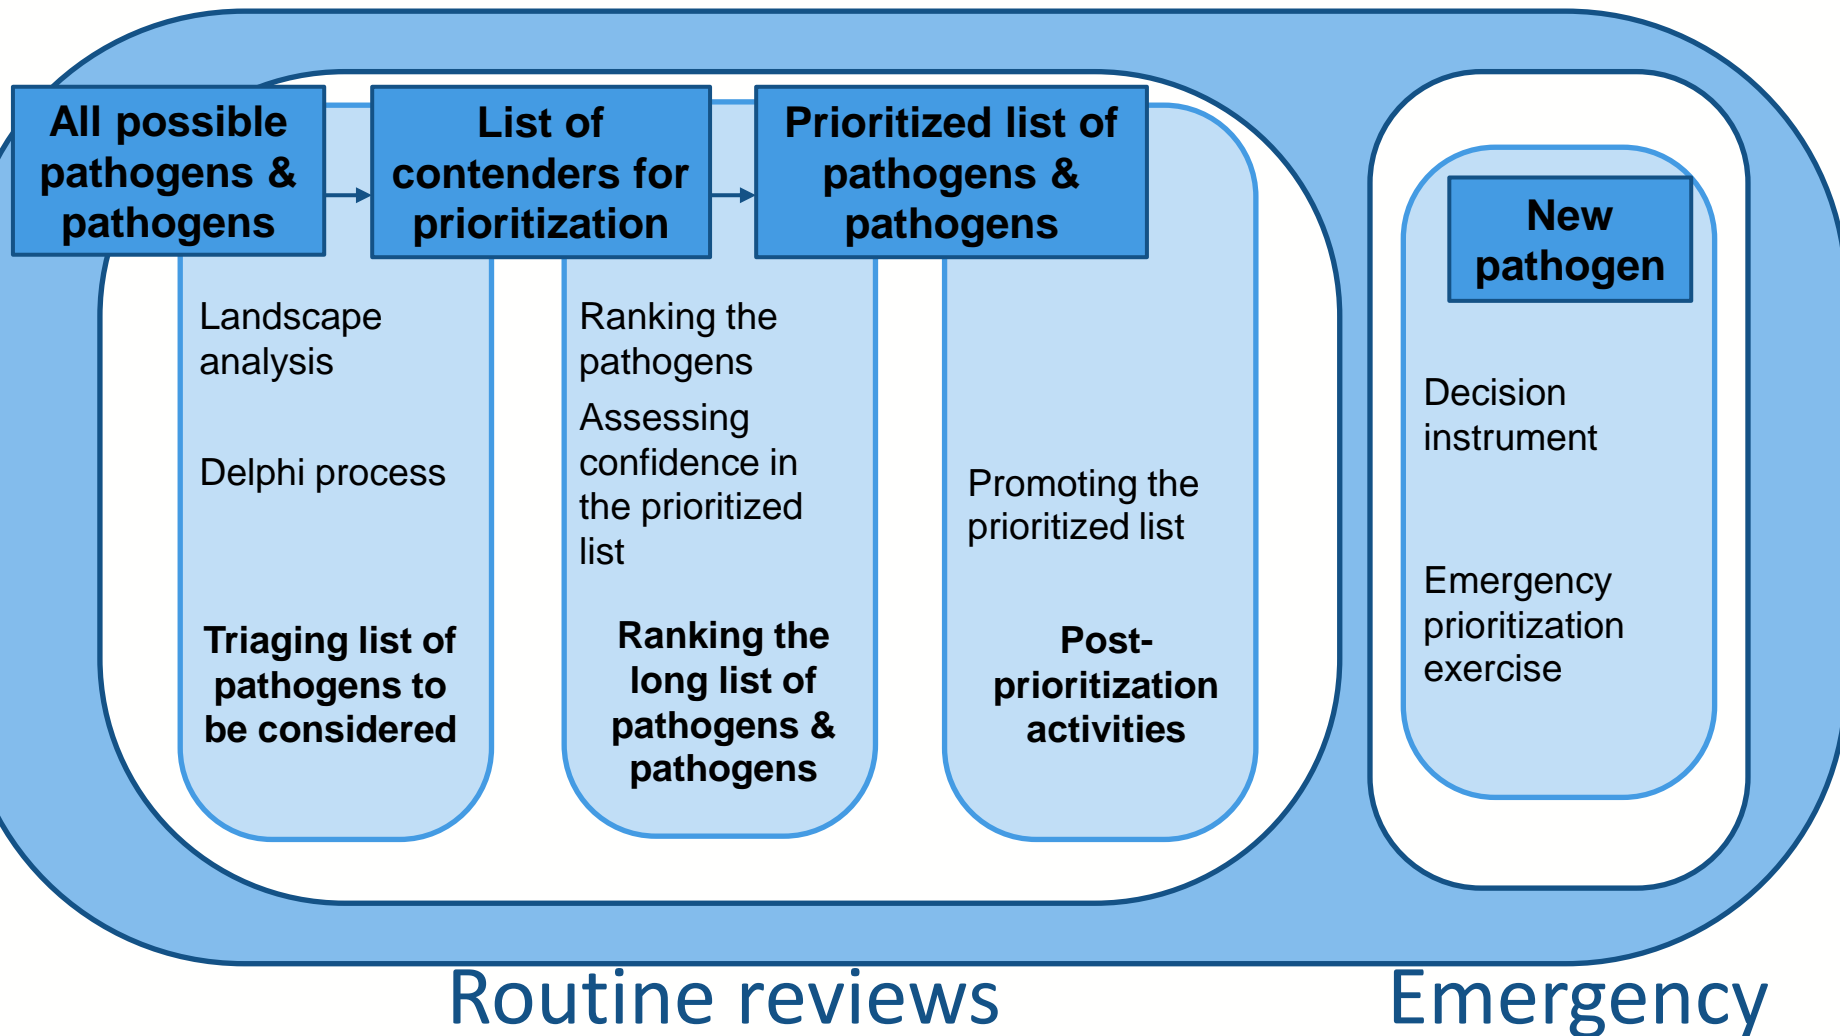 All possible
pathogens &
pathogens
List of
contenders for
prioritization
Prioritized list of
pathogens &
pathogens
New
pathogen
Landscape
analysis
Delphi process
Triaging list of
pathogens to
be considered
Ranking the
pathogens
Assessing
confidence in
the prioritized
list
Ranking the
long list of
pathogens &
pathogens
Promoting the
prioritized list
Post-
prioritization
activities
Decision
instrument
Emergency
prioritization
exercise
Routine reviews
Emergency